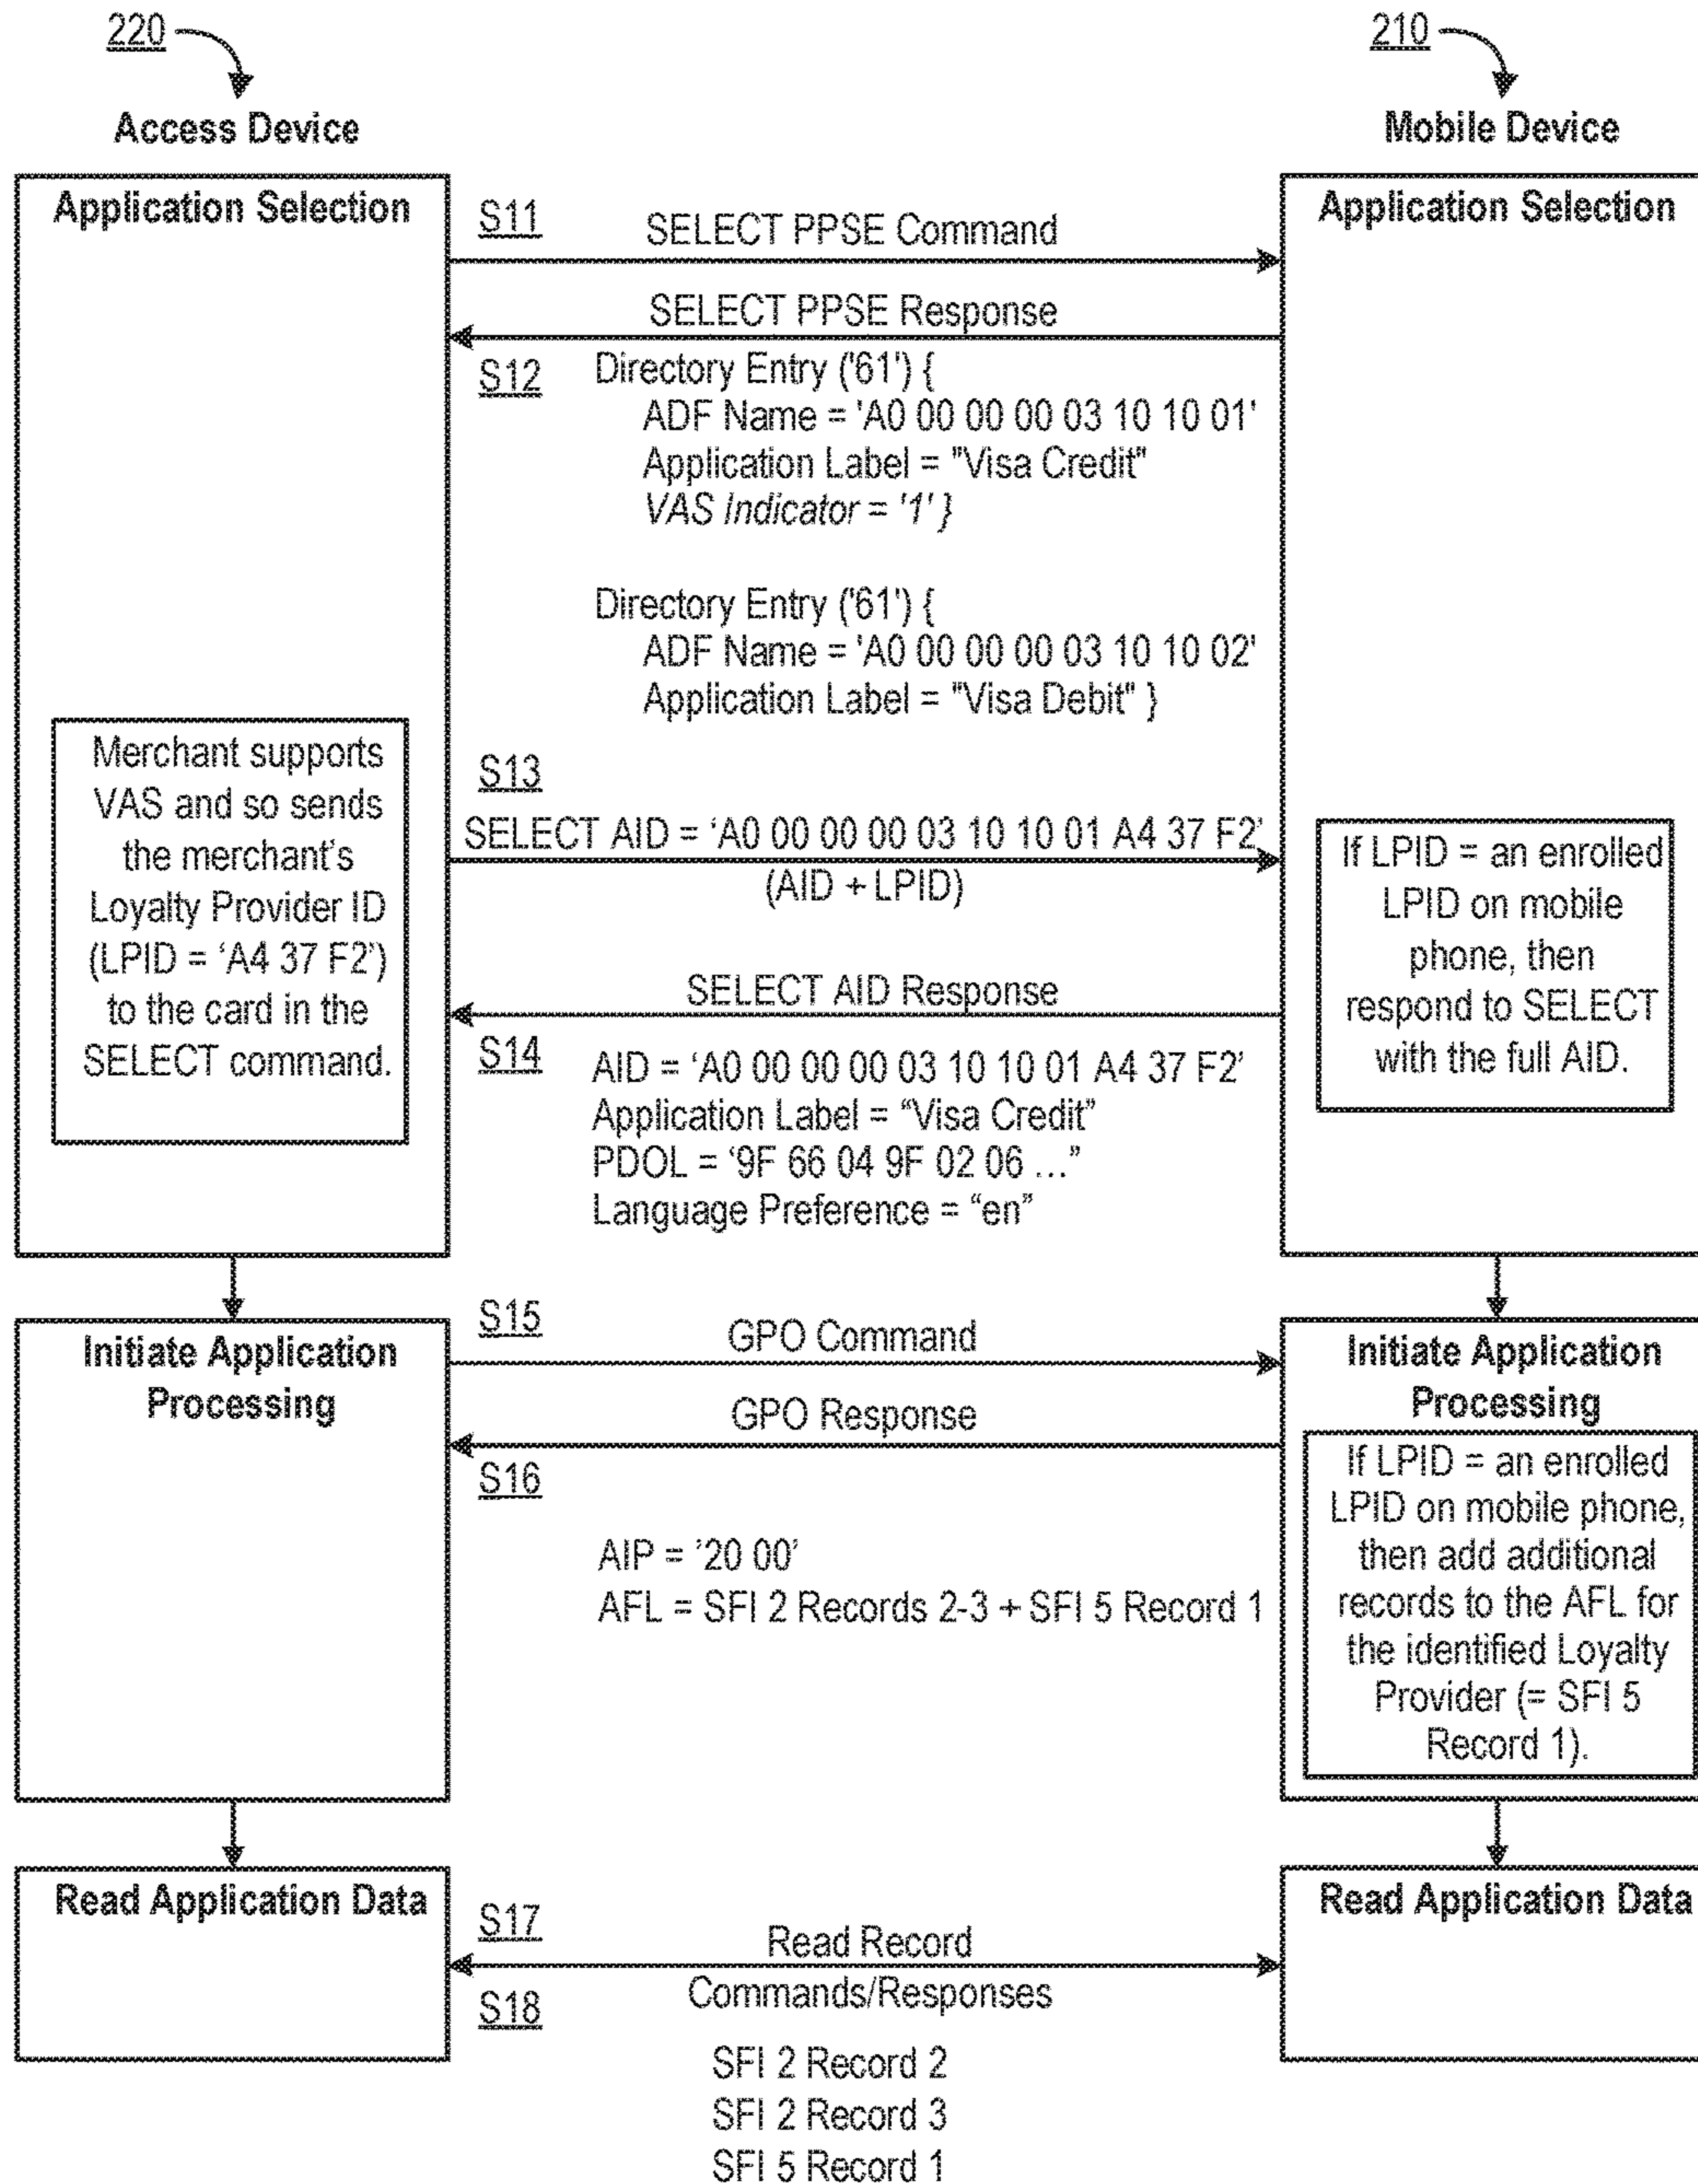 220
210
Access Device
Mobile Device
Application Selection
Application Selection
S11
SELECT PPSE Command
SELECT PPSE Response
S12
Directory Entry ('61') {
ADF Name = 'A0 00 00 00 03 10 10 01'
Application Label = "Visa Credit"
VAS Indicator = '1' }
Directory Entry ('61') {
ADF Name = 'A0 00 00 00 03 10 10 02'
Application Label = "Visa Debit" }
Merchant supports
VAS and so sends
the merchant's
Loyalty Provider ID
(LPID = 'A4 37 F2')
to the card in the
SELECT command.
S13
SELECT AID = ‘A0 00 00 00 03 10 10 01 A4 37 F2’
(AID + LPID)
If LPID = an enrolled
LPID on mobile
phone, then
respond to SELECT
with the full AID.
SELECT AID Response
S14
AID = ‘A0 00 00 00 03 10 10 01 A4 37 F2’
Application Label = “Visa Credit”
PDOL = ‘9F 66 04 9F 02 06 …”
Language Preference = “en”
Initiate Application
Processing
S15
GPO Command
GPO Response
S16
AIP = ’20 00’
AFL = SFI 2 Records 2-3 + SFI 5 Record 1
Initiate Application
Processing
If LPID = an enrolled
LPID on mobile phone,
then add additional
records to the AFL for
the identified Loyalty
Provider (= SFI 5
Record 1).
Read Application Data
S17
Read Record
Commands/Responses
S18
SFI 2 Record 2
SFI 2 Record 3
SFI 5 Record 1
Read Application Data